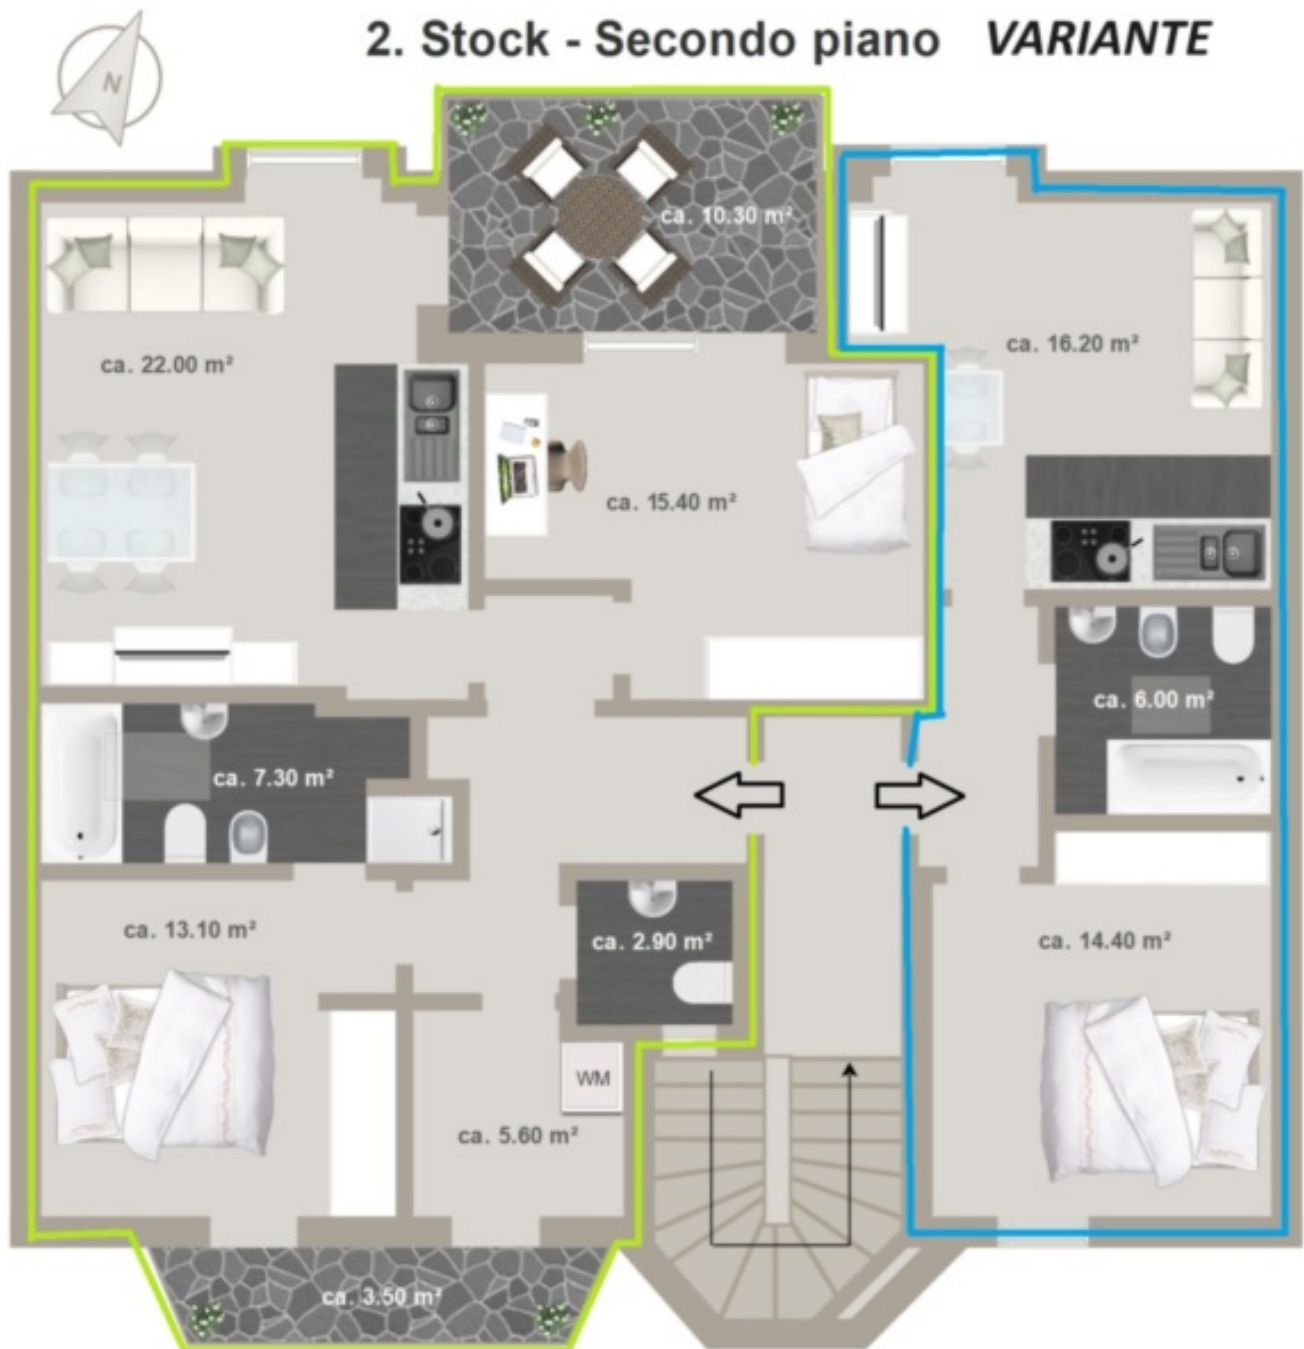 2. Stock - Secondo piano VARIANTE
N
ca. 10.30 m²
ca. 22.00 m²
ca. 16.20 m²
ca. 15.40 m²
ca. 6.00 m²
ca. 7.30 m²
ca. 13.10 m²
ca. 2.90 m²
ca. 14.40 m²
WM
ca. 5.60 m²
ca. 3.50 m²